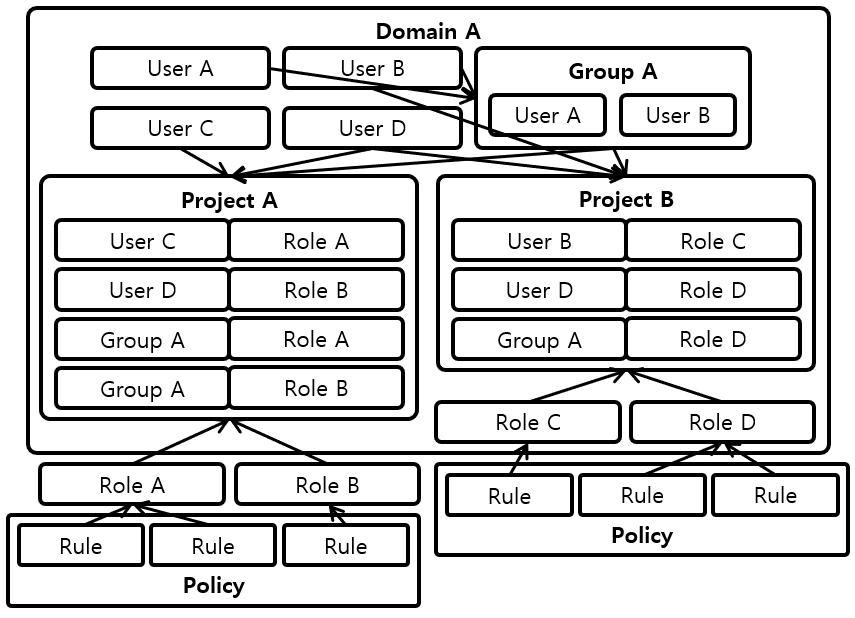 Domain A
User A
User B
Group A
User A
User B
User C
User D
Project A
User C
Role A
User D
Role B
Group A
Role A
Group A
Role B
Project B
User B
Role C
User D
Role D
Group A
Role D
Role C
Role D
Role A
Role B
Rule
Rule
Rule
Policy
Rule
Rule
Rule
Policy